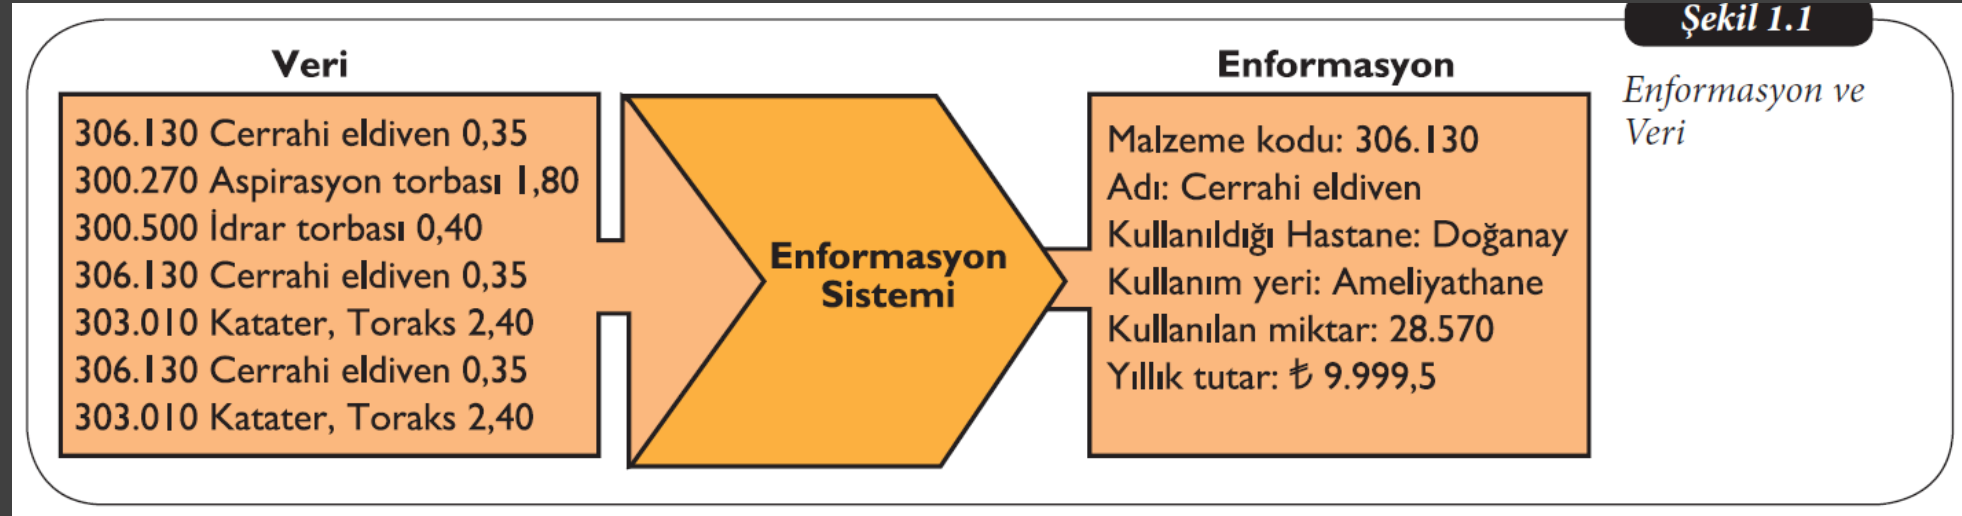 Şekil 1.1
Enformasyon ve
Veri
Veri
306.130 Cerrahi eldiven 0,35
300.270 Aspirasyon torbası 1,80
300.500 İdrar torbası 0,40
306.130 Cerrahi eldiven 0,35
303.010 Katater, Toraks 2,40
306.130 Cerrahi eldiven 0,35
303.010 Katater, Toraks 2,40
Enformasyon
Sistemi
Enformasyon
Malzeme kodu: 306.130
Adı: Cerrahi eldiven
Kullanıldığı Hastane: Doğanay
Kullanım yeri: Ameliyathane
Kullanılan miktar: 28.570
Yıllık tutar: ₺ 9.999,5